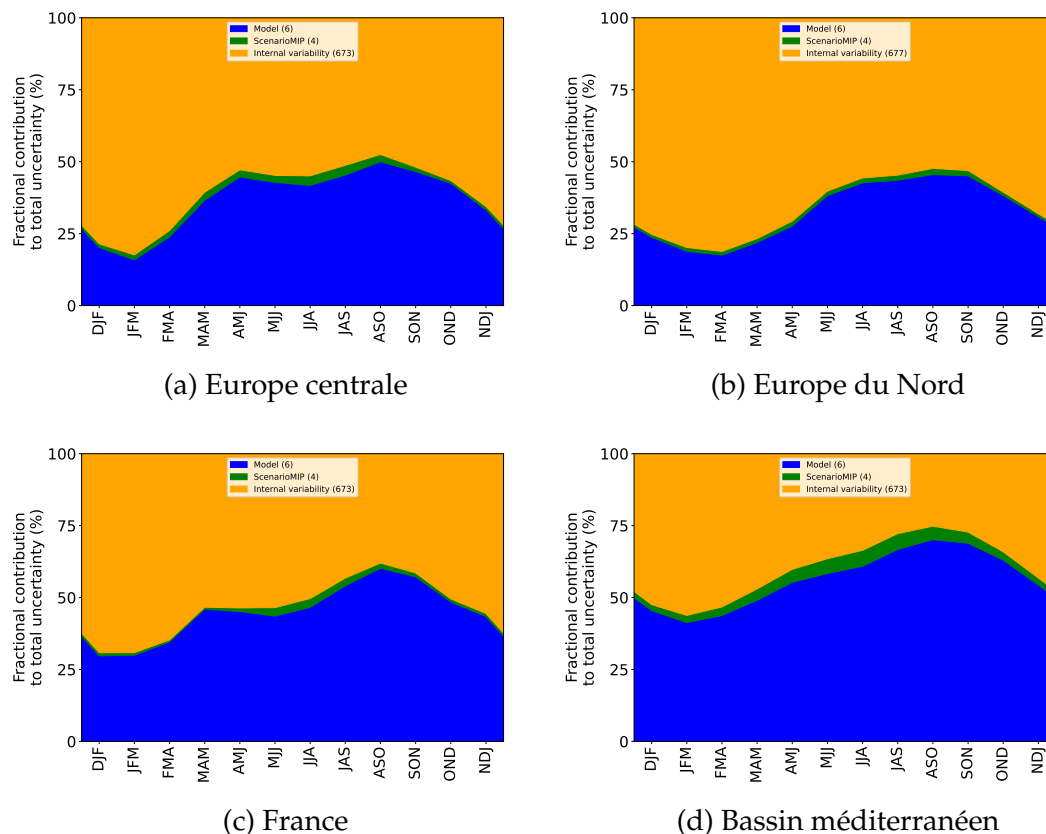 100
75
50
25
0
Fractional contribution
to total uncertainty (%)
Model (6)
ScenarioMIP (4)
Internal variability (673)
DJF
JFM
FMA
MAM
AMJ
MJJ
JJA
JAS
ASO
SON
OND
NDJ
(a) Europe centrale
100
75
50
25
0
Fractional contribution
to total uncertainty (%)
Model (6)
ScenarioMIP (4)
Internal variability (677)
DJF
JFM
FMA
MAM
AMJ
MJJ
JJA
JAS
ASO
SON
OND
NDJ
(b) Europe du Nord
100
75
50
25
0
Fractional contribution
to total uncertainty (%)
Model (6)
ScenarioMIP (4)
Internal variability (673)
DJF
JFM
FMA
MAM
AMJ
MJJ
JJA
JAS
ASO
SON
OND
NDJ
(c) France
100
75
50
25
0
Fractional contribution
to total uncertainty (%)
Model (6)
ScenarioMIP (4)
Internal variability (673)
DJF
JFM
FMA
MAM
AMJ
MJJ
JJA
JAS
ASO
SON
OND
NDJ
(d) Bassin méditerranéen